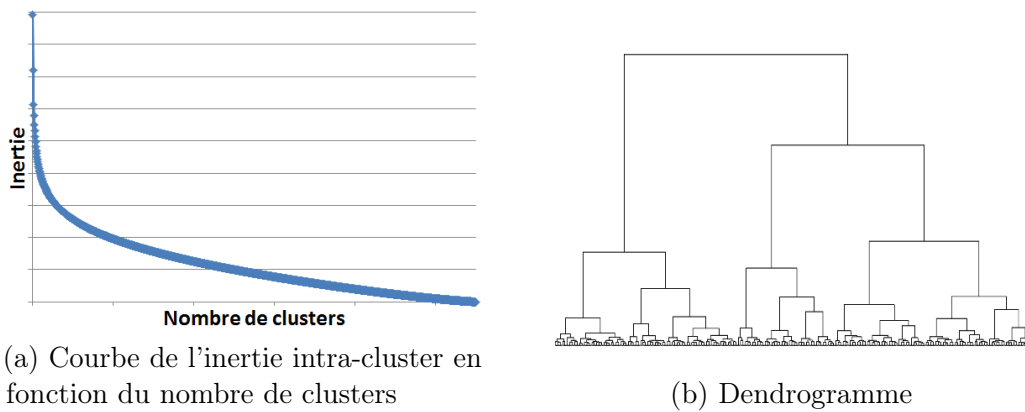 Inertie
Nombre de clusters
(a) Courbe de l'inertie intra-cluster en
fonction du nombre de clusters
(b) Dendrogramme